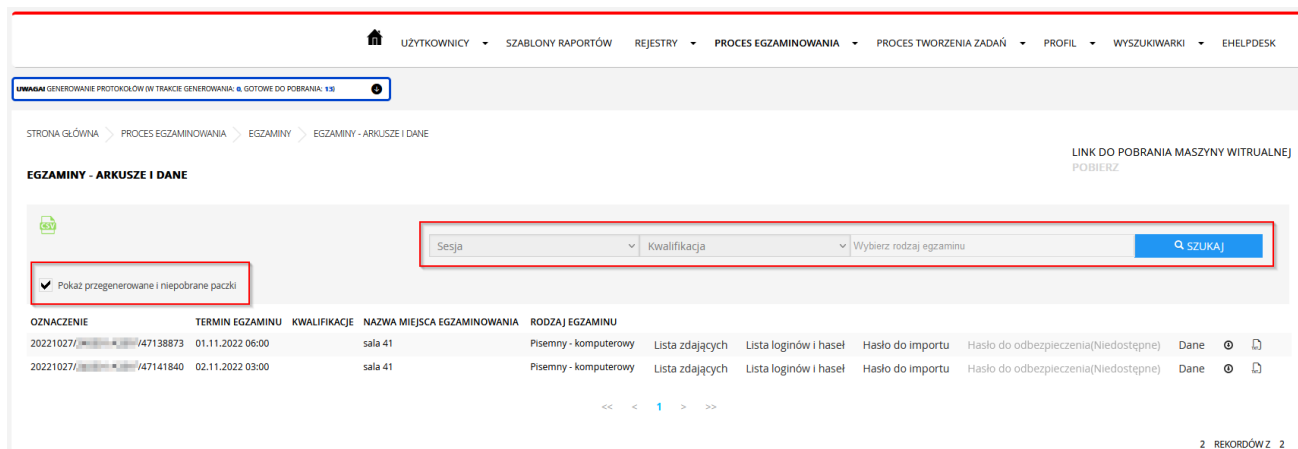 UŻYTKOWNICY SZABLONY RAPORTÓW REJESTRY PROCES EGZAMINOWANIA PROCES TWORZENIA ZADAŃ PROFIL WYSZUKIWARKI EHELPDESK
UWAGA! GENEROWANIE PROTOKOŁÓW (W TRAKCIE GENEROWANIA: 0, GOTOWE DO POBRANIA: 13)
STRONA GŁÓWNA PROCES EGZAMINOWANIA EGZAMINY EGZAMINY - ARKUSZE I DANE
LINK DO POBRANIA MASZYNY WITRUALNEJ
POBIERZ
EGZAMINY - ARKUSZE I DANE
CSV
Sesja Kwalifikacja Wybierz rodzaj egzaminu SZUKAJ
Pokaż przegenerowane i niepobrane paczki
OZNACZENIE TERMIN EGZAMINU KWALIFIKACJE NAZWA MIEJSCA EGZAMINOWANIA RODZAJ EGZAMINU
20221027/ /47138873 01.11.2022 06:00 sala 41 Pisemny - komputerowy Lista zdających Lista loginów i haseł Hasło do importu Hasło do odbezpieczenia(Niedostępne) Dane
20221027/ /47141840 02.11.2022 03:00 sala 41 Pisemny - komputerowy Lista zdających Lista loginów i haseł Hasło do importu Hasło do odbezpieczenia(Niedostępne) Dane
<< < 1 > >>
2 REKORDÓW Z 2